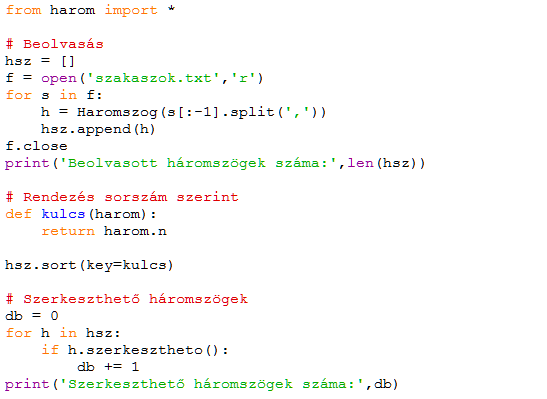 from harom import *
# Beolvasás
hsz = []
f = open('szakaszok.txt','r')
for s in f:
    h = Haromszog(s[:-1].split(','))
    hsz.append(h)
f.close
print('Beolvasott háromszögek száma:',len(hsz))
# Rendezés sorszám szerint
def kulcs(harom):
    return harom.n
hsz.sort(key=kulcs)
# Szerkeszthető háromszögek
db = 0
for h in hsz:
    if h.szerkesztheto():
        db += 1
print('Szerkeszthető háromszögek száma:',db)